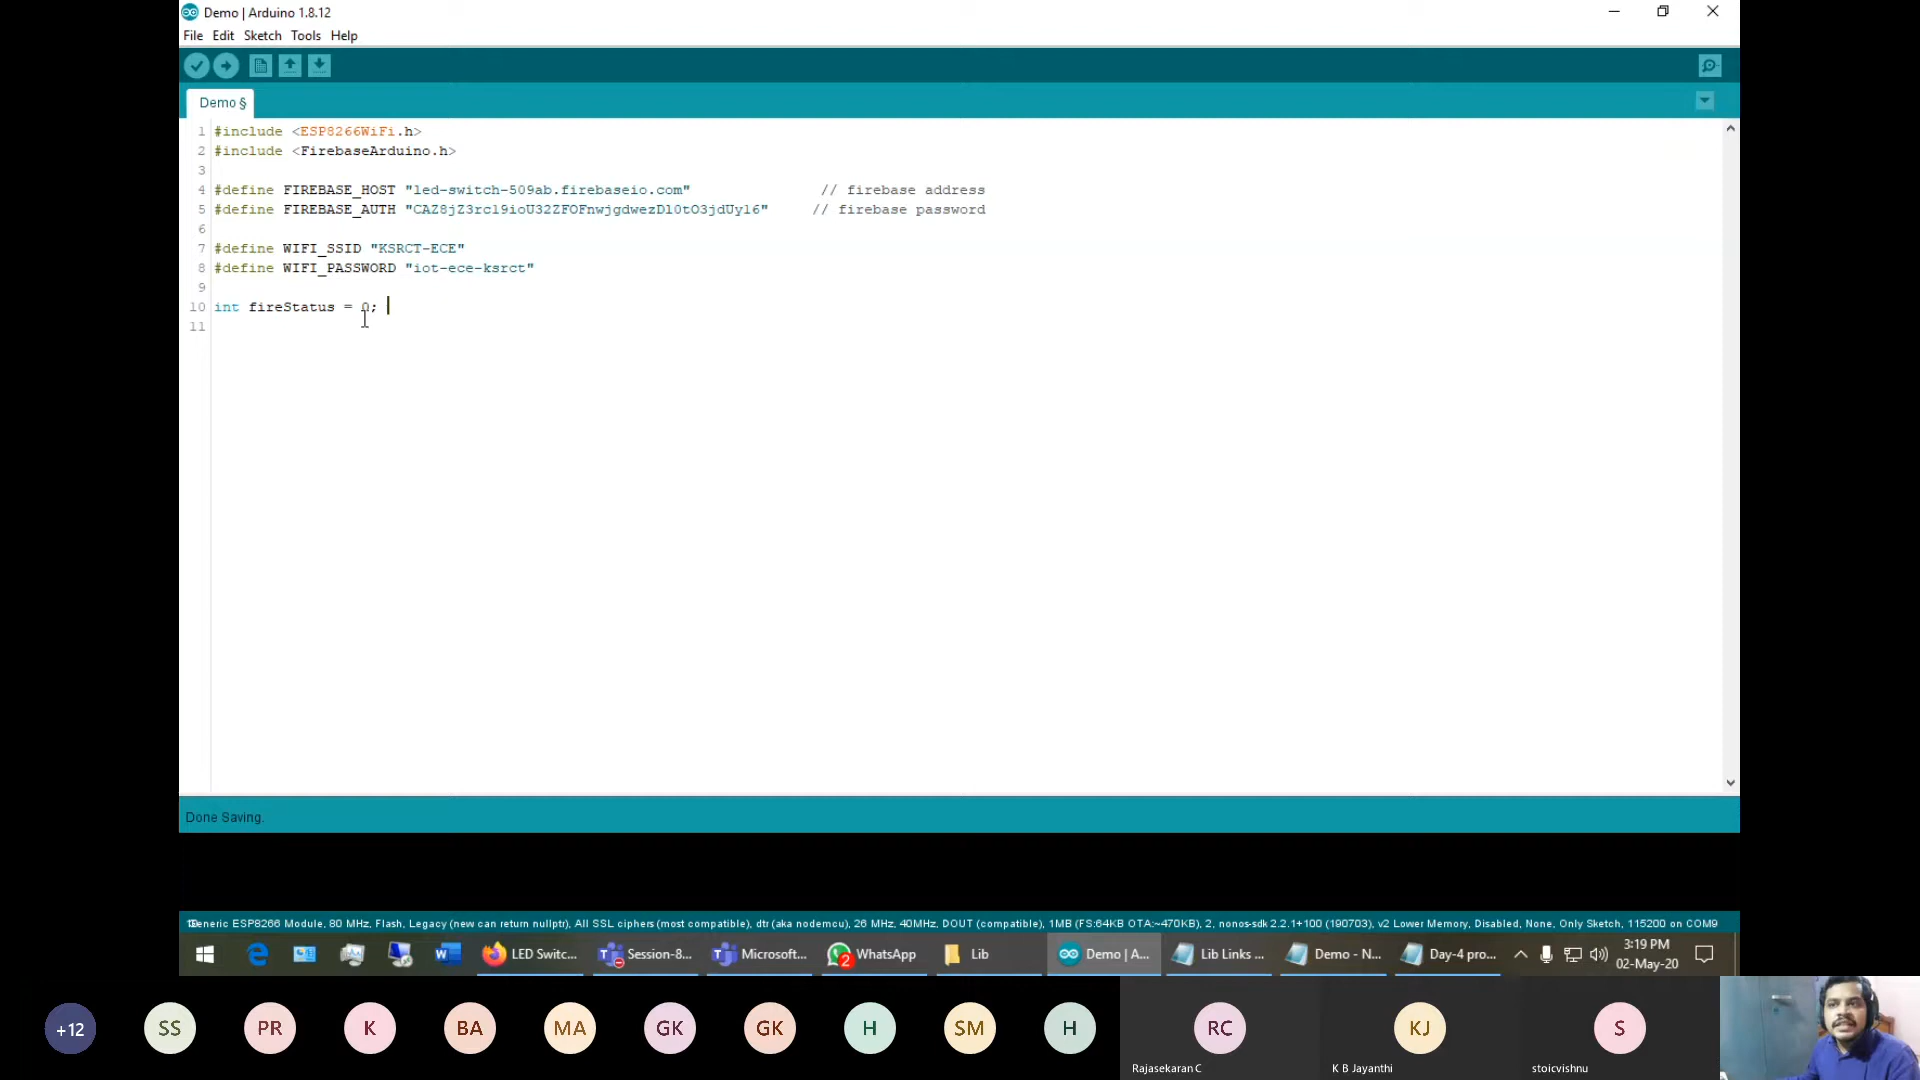 Demo | Arduino 1.8.12
File Edit Sketch Tools Help
Demo §
1 #include <ESP8266WiFi.h>
2 #include <FirebaseArduino.h>
3
4 #define FIREBASE_HOST "led-switch-509ab.firebaseio.com" // firebase address
5 #define FIREBASE_AUTH "CAZ8jZ3rc19ioU32ZFOFnwjgdwezDl0tO3jdUy16" // firebase password
6
7 #define WIFI_SSID "KSRCT-ECE"
8 #define WIFI_PASSWORD "iot-ece-ksrct"
9
10 int fireStatus = 0;
11
Done Saving.
Generic ESP8266 Module, 80 MHz, Flash, Legacy (new can return nullptr), All SSL ciphers (most compatible), dtr (aka nodemcu), 26 MHz, 40MHz, DOUT (compatible), 1MB (FS:64KB OTA:~470KB), 2, nonos-sdk 2.2.1+100 (190703), v2 Lower Memory, Disabled, None, Only Sketch, 115200 on COM9
LED Switc... Session-8... Microsoft... 2 WhatsApp Lib Demo | A... Lib Links ... Demo - N... Day-4 pro... 3:19 PM
02-May-20
+12 SS PR K BA MA GK GK H SM H RC KJ S
Rajasekaran C K B Jayanthi stoicvishnu